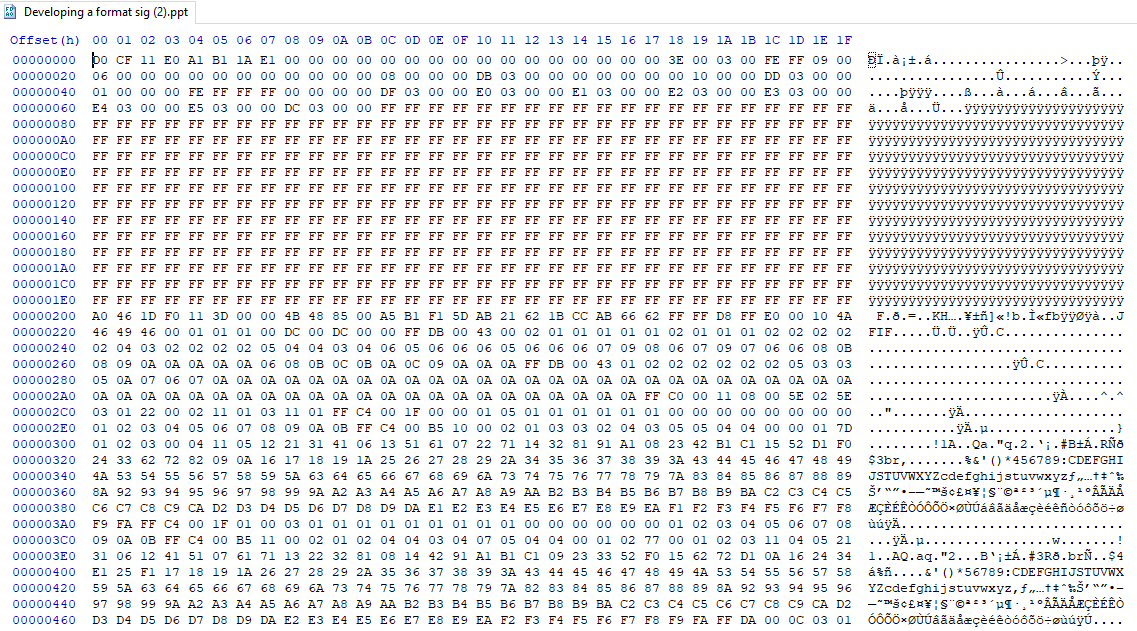 Developing a format sig (2).ppt
Offset(h) 00 01 02 03 04 05 06 07 08 09 0A 0B 0C 0D 0E 0F 10 11 12 13 14 15 16 17 18 19 1A 1B 1C 1D 1E 1F
00000000 D0 CF 11 E0 A1 B1 1A E1 00 00 00 00 00 00 00 00 00 00 00 00 00 00 00 00 3E 00 03 00 FE FF 09 00 ÐÏ.à¡±.á................>...þÿ..
00000020 06 00 00 00 00 00 00 00 00 00 00 00 08 00 00 00 DB 03 00 00 00 00 00 00 00 10 00 00 DD 03 00 00 ................Û...........Ý...
00000040 01 00 00 00 FE FF FF FF 00 00 00 00 DF 03 00 00 E0 03 00 00 E1 03 00 00 E2 03 00 00 E3 03 00 00 ....þÿÿÿ....ß...à...á...â...ã...
00000060 E4 03 00 00 E5 03 00 00 DC 03 00 00 FF FF FF FF FF FF FF FF FF FF FF FF FF FF FF FF FF FF FF FF ä...å...Ü...ÿÿÿÿÿÿÿÿÿÿÿÿÿÿÿÿÿÿÿÿ
00000080 FF FF FF FF FF FF FF FF FF FF FF FF FF FF FF FF FF FF FF FF FF FF FF FF FF FF FF FF FF FF FF FF ÿÿÿÿÿÿÿÿÿÿÿÿÿÿÿÿÿÿÿÿÿÿÿÿÿÿÿÿÿÿÿÿ
000000A0 FF FF FF FF FF FF FF FF FF FF FF FF FF FF FF FF FF FF FF FF FF FF FF FF FF FF FF FF FF FF FF FF ÿÿÿÿÿÿÿÿÿÿÿÿÿÿÿÿÿÿÿÿÿÿÿÿÿÿÿÿÿÿÿÿ
000000C0 FF FF FF FF FF FF FF FF FF FF FF FF FF FF FF FF FF FF FF FF FF FF FF FF FF FF FF FF FF FF FF FF ÿÿÿÿÿÿÿÿÿÿÿÿÿÿÿÿÿÿÿÿÿÿÿÿÿÿÿÿÿÿÿÿ
000000E0 FF FF FF FF FF FF FF FF FF FF FF FF FF FF FF FF FF FF FF FF FF FF FF FF FF FF FF FF FF FF FF FF ÿÿÿÿÿÿÿÿÿÿÿÿÿÿÿÿÿÿÿÿÿÿÿÿÿÿÿÿÿÿÿÿ
00000100 FF FF FF FF FF FF FF FF FF FF FF FF FF FF FF FF FF FF FF FF FF FF FF FF FF FF FF FF FF FF FF FF ÿÿÿÿÿÿÿÿÿÿÿÿÿÿÿÿÿÿÿÿÿÿÿÿÿÿÿÿÿÿÿÿ
00000120 FF FF FF FF FF FF FF FF FF FF FF FF FF FF FF FF FF FF FF FF FF FF FF FF FF FF FF FF FF FF FF FF ÿÿÿÿÿÿÿÿÿÿÿÿÿÿÿÿÿÿÿÿÿÿÿÿÿÿÿÿÿÿÿÿ
00000140 FF FF FF FF FF FF FF FF FF FF FF FF FF FF FF FF FF FF FF FF FF FF FF FF FF FF FF FF FF FF FF FF ÿÿÿÿÿÿÿÿÿÿÿÿÿÿÿÿÿÿÿÿÿÿÿÿÿÿÿÿÿÿÿÿ
00000160 FF FF FF FF FF FF FF FF FF FF FF FF FF FF FF FF FF FF FF FF FF FF FF FF FF FF FF FF FF FF FF FF ÿÿÿÿÿÿÿÿÿÿÿÿÿÿÿÿÿÿÿÿÿÿÿÿÿÿÿÿÿÿÿÿ
00000180 FF FF FF FF FF FF FF FF FF FF FF FF FF FF FF FF FF FF FF FF FF FF FF FF FF FF FF FF FF FF FF FF ÿÿÿÿÿÿÿÿÿÿÿÿÿÿÿÿÿÿÿÿÿÿÿÿÿÿÿÿÿÿÿÿ
000001A0 FF FF FF FF FF FF FF FF FF FF FF FF FF FF FF FF FF FF FF FF FF FF FF FF FF FF FF FF FF FF FF FF ÿÿÿÿÿÿÿÿÿÿÿÿÿÿÿÿÿÿÿÿÿÿÿÿÿÿÿÿÿÿÿÿ
000001C0 FF FF FF FF FF FF FF FF FF FF FF FF FF FF FF FF FF FF FF FF FF FF FF FF FF FF FF FF FF FF FF FF ÿÿÿÿÿÿÿÿÿÿÿÿÿÿÿÿÿÿÿÿÿÿÿÿÿÿÿÿÿÿÿÿ
000001E0 FF FF FF FF FF FF FF FF FF FF FF FF FF FF FF FF FF FF FF FF FF FF FF FF FF FF FF FF FF FF FF FF ÿÿÿÿÿÿÿÿÿÿÿÿÿÿÿÿÿÿÿÿÿÿÿÿÿÿÿÿÿÿÿÿ
00000200 A0 46 1D F0 11 3D 00 00 4B 48 85 00 A5 B1 F1 5D AB 21 62 1B CC AB 66 62 FF FF D8 FF E0 00 10 4A F.ð.=..KH….¥±ñ]«!b.Ì«fbÿÿØÿà..J
00000220 46 49 46 00 01 01 01 00 DC 00 DC 00 00 FF DB 00 43 00 02 01 01 01 01 01 02 01 01 01 02 02 02 02 FIF.....Ü.Ü..ÿÛ.C...............
00000240 02 04 03 02 02 02 02 05 04 04 03 04 06 05 06 06 06 05 06 06 06 07 09 08 06 07 09 07 06 06 08 0B ................................
00000260 08 09 0A 0A 0A 0A 0A 06 08 0B 0C 0B 0A 0C 09 0A 0A 0A FF DB 00 43 01 02 02 02 02 02 02 05 03 03 ..................ÿÛ.C..........
00000280 05 0A 07 06 07 0A 0A 0A 0A 0A 0A 0A 0A 0A 0A 0A 0A 0A 0A 0A 0A 0A 0A 0A 0A 0A 0A 0A 0A 0A 0A 0A ................................
000002A0 0A 0A 0A 0A 0A 0A 0A 0A 0A 0A 0A 0A 0A 0A 0A 0A 0A 0A 0A 0A 0A 0A 0A FF C0 00 11 08 00 5E 02 5E .......................ÿÀ....^.^
000002C0 03 01 22 00 02 11 01 03 11 01 FF C4 00 1F 00 00 01 05 01 01 01 01 01 01 00 00 00 00 00 00 00 00 ..".......ÿÄ....................
000002E0 01 02 03 04 05 06 07 08 09 0A 0B FF C4 00 B5 10 00 02 01 03 03 02 04 03 05 05 04 04 00 00 01 7D ...........ÿÄ.µ................}
00000300 01 02 03 00 04 11 05 12 21 31 41 06 13 51 61 07 22 71 14 32 81 91 A1 08 23 42 B1 C1 15 52 D1 F0 ........!1A..Qa."q.2.‘¡.#B±Á.RÑð
00000320 24 33 62 72 82 09 0A 16 17 18 19 1A 25 26 27 28 29 2A 34 35 36 37 38 39 3A 43 44 45 46 47 48 49 $3br‚.......%&'()*456789:CDEFGHI
00000340 4A 53 54 55 56 57 58 59 5A 63 64 65 66 67 68 69 6A 73 74 75 76 77 78 79 7A 83 84 85 86 87 88 89 JSTUVWXYZcdefghijstuvwxyzƒ„…†‡ˆ‰
00000360 8A 92 93 94 95 96 97 98 99 9A A2 A3 A4 A5 A6 A7 A8 A9 AA B2 B3 B4 B5 B6 B7 B8 B9 BA C2 C3 C4 C5 Š’“”•–—˜™š¢£¤¥¦§¨©ª²³´µ¶·¸¹ºÂÃÄÅ
00000380 C6 C7 C8 C9 CA D2 D3 D4 D5 D6 D7 D8 D9 DA E1 E2 E3 E4 E5 E6 E7 E8 E9 EA F1 F2 F3 F4 F5 F6 F7 F8 ÆÇÈÉÊÒÓÔÕÖ×ØÙÚáâãäåæçèéêñòóôõö÷ø
000003A0 F9 FA FF C4 00 1F 01 00 03 01 01 01 01 01 01 01 01 01 00 00 00 00 00 00 01 02 03 04 05 06 07 08 ùúÿÄ............................
000003C0 09 0A 0B FF C4 00 B5 11 00 02 01 02 04 04 03 04 07 05 04 04 00 01 02 77 00 01 02 03 11 04 05 21 ...ÿÄ.µ................w.......!
000003E0 31 06 12 41 51 07 61 71 13 22 32 81 08 14 42 91 A1 B1 C1 09 23 33 52 F0 15 62 72 D1 0A 16 24 34 1..AQ.aq."2...B‘¡±Á.#3Rð.brÑ..$4
00000400 E1 25 F1 17 18 19 1A 26 27 28 29 2A 35 36 37 38 39 3A 43 44 45 46 47 48 49 4A 53 54 55 56 57 58 á%ñ....&'()*56789:CDEFGHIJSTUVWX
00000420 59 5A 63 64 65 66 67 68 69 6A 73 74 75 76 77 78 79 7A 82 83 84 85 86 87 88 89 8A 92 93 94 95 96 YZcdefghijstuvwxyz‚ƒ„…†‡ˆ‰Š’“”•–
00000440 97 98 99 9A A2 A3 A4 A5 A6 A7 A8 A9 AA B2 B3 B4 B5 B6 B7 B8 B9 BA C2 C3 C4 C5 C6 C7 C8 C9 CA D2 —˜™š¢£¤¥¦§¨©ª²³´µ¶·¸¹ºÂÃÄÅÆÇÈÉÊÒ
00000460 D3 D4 D5 D6 D7 D8 D9 DA E2 E3 E4 E5 E6 E7 E8 E9 EA F2 F3 F4 F5 F6 F7 F8 F9 FA FF DA 00 0C 03 01 ÓÔÕÖ×ØÙÚâãäåæçèéêòóôõö÷øùúÿÚ....